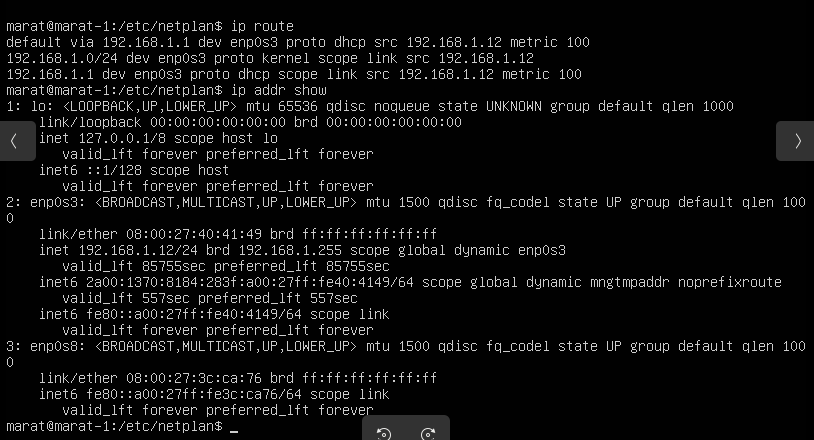 marat@marat-1:/etc/netplan$ ip route
default via 192.168.1.1 dev enp0s3 proto dhcp src 192.168.1.12 metric 100
192.168.1.0/24 dev enp0s3 proto kernel scope link src 192.168.1.12
192.168.1.1 dev enp0s3 proto dhcp scope link src 192.168.1.12 metric 100
marat@marat-1:/etc/netplan$ ip addr show
1: lo: <LOOPBACK,UP,LOWER_UP> mtu 65536 qdisc noqueue state UNKNOWN group default qlen 1000
    link/loopback 00:00:00:00:00:00 brd 00:00:00:00:00:00
    inet 127.0.0.1/8 scope host lo
       valid_lft forever preferred_lft forever
    inet6 ::1/128 scope host
       valid_lft forever preferred_lft forever
2: enp0s3: <BROADCAST,MULTICAST,UP,LOWER_UP> mtu 1500 qdisc fq_codel state UP group default qlen 100
0
    link/ether 08:00:27:40:41:49 brd ff:ff:ff:ff:ff:ff
    inet 192.168.1.12/24 brd 192.168.1.255 scope global dynamic enp0s3
       valid_lft 85755sec preferred_lft 85755sec
    inet6 2a00:1370:8184:283f:a00:27ff:fe40:4149/64 scope global dynamic mngtmpaddr noprefixroute
       valid_lft 557sec preferred_lft 557sec
    inet6 fe80::a00:27ff:fe40:4149/64 scope link
       valid_lft forever preferred_lft forever
3: enp0s8: <BROADCAST,MULTICAST,UP,LOWER_UP> mtu 1500 qdisc fq_codel state UP group default qlen 100
0
    link/ether 08:00:27:3c:ca:76 brd ff:ff:ff:ff:ff:ff
    inet6 fe80::a00:27ff:fe3c:ca76/64 scope link
       valid_lft forever preferred_lft forever
marat@marat-1:/etc/netplan$ _